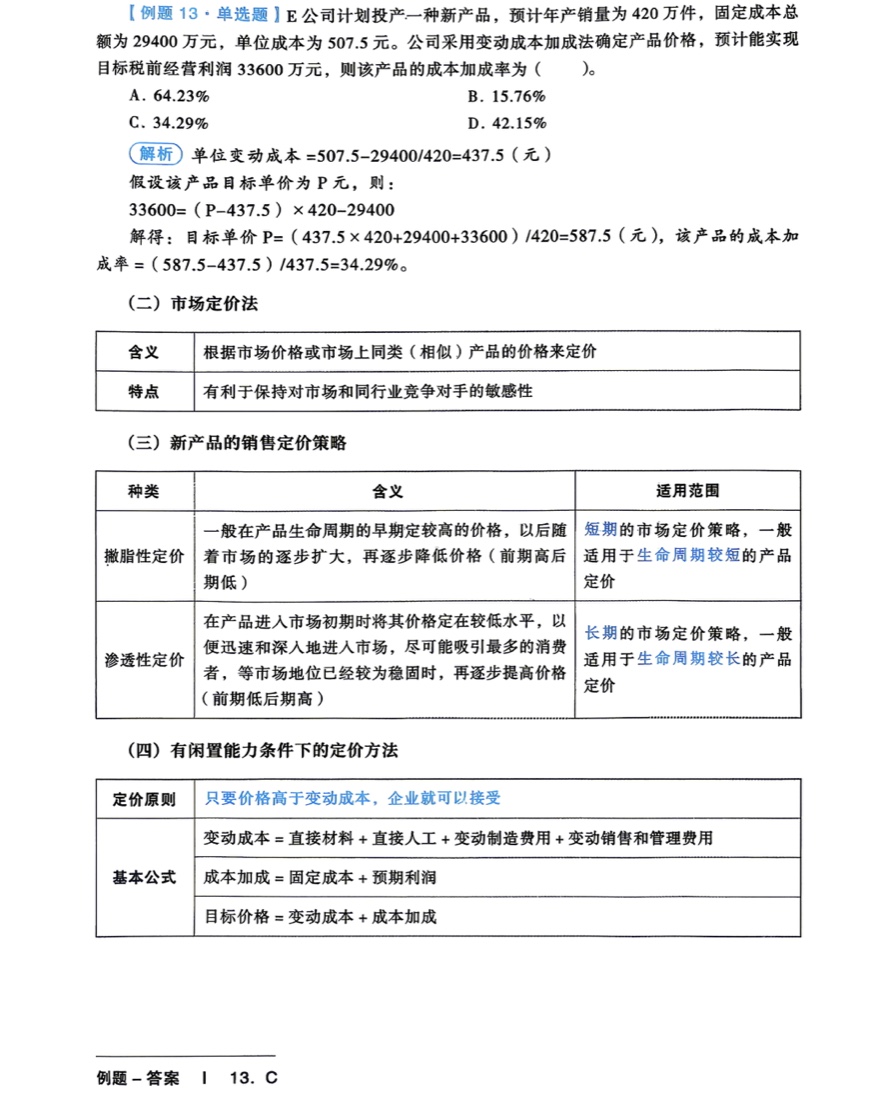 【例题 13·单选题】E 公司计划投产一种新产品，预计年产销量为 420 万件，固定成本总
额为 29400 万元，单位成本为 507.5 元。公司采用变动成本加成法确定产品价格，预计能实现
目标税前经营利润 33600 万元，则该产品的成本加成率为（　　）。
A. 64.23%　　B. 15.76%
C. 34.29%　　D. 42.15%
解析 单位变动成本 =507.5-29400/420=437.5（元）
假设该产品目标单价为 P 元，则：
33600=（P-437.5）×420-29400
解得：目标单价 P=（437.5×420+29400+33600）/420=587.5（元），该产品的成本加
成率 =（587.5-437.5）/437.5=34.29%。
（二）市场定价法
含义　根据市场价格或市场上同类（相似）产品的价格来定价
特点　有利于保持对市场和同行业竞争对手的敏感性
（三）新产品的销售定价策略
种类　含义　适用范围
撇脂性定价
一般在产品生命周期的早期定较高的价格，以后随
着市场的逐步扩大，再逐步降低价格（前期高后
期低）
短期的市场定价策略，一般
适用于生命周期较短的产品
定价
渗透性定价
在产品进入市场初期时将其价格定在较低水平，以
便迅速和深入地进入市场，尽可能吸引最多的消费
者，等市场地位已经较为稳固时，再逐步提高价格
（前期低后期高）
长期的市场定价策略，一般
适用于生命周期较长的产品
定价
（四）有闲置能力条件下的定价方法
定价原则　只要价格高于变动成本，企业就可以接受
基本公式
变动成本 = 直接材料 + 直接人工 + 变动制造费用 + 变动销售和管理费用
成本加成 = 固定成本 + 预期利润
目标价格 = 变动成本 + 成本加成
例题 – 答案　|　13. C